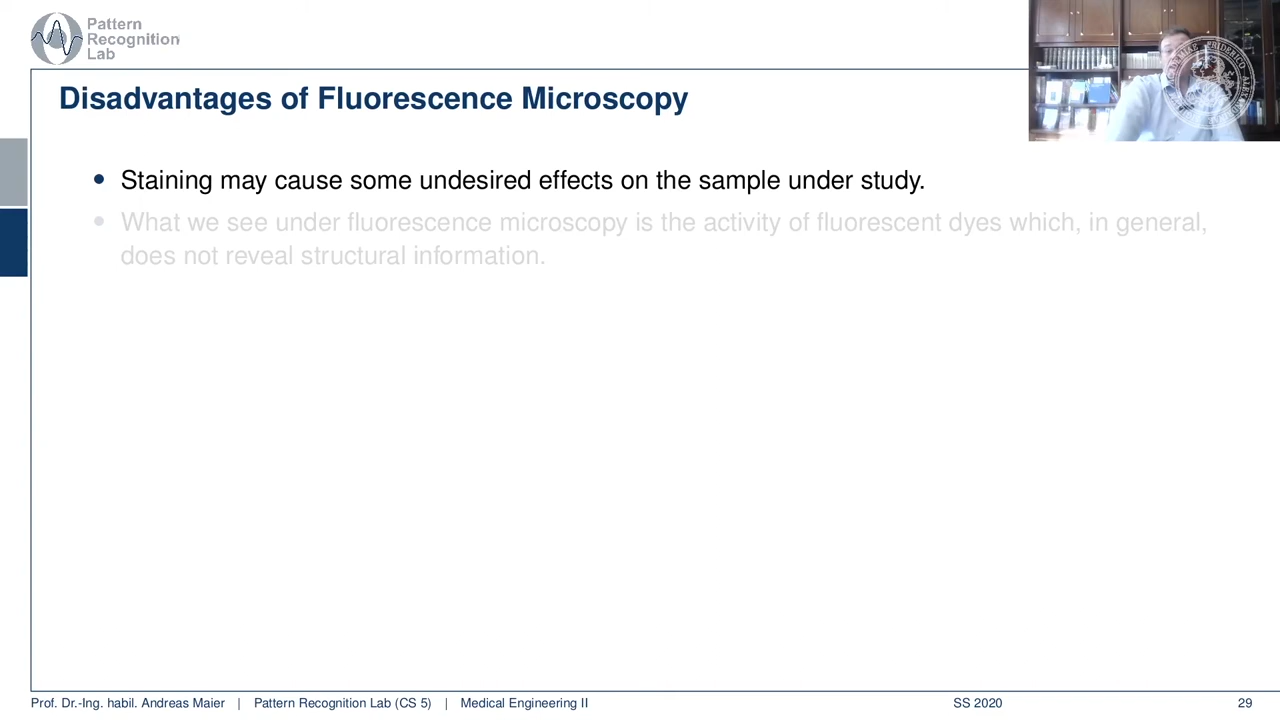 Pattern
Recognition
Lab
Disadvantages of Fluorescence Microscopy
• Staining may cause some undesired effects on the sample under study.
• What we see under fluorescence microscopy is the activity of fluorescent dyes which, in general,
does not reveal structural information.
Prof. Dr.-Ing. habil. Andreas Maier | Pattern Recognition Lab (CS 5) | Medical Engineering II SS 2020 29